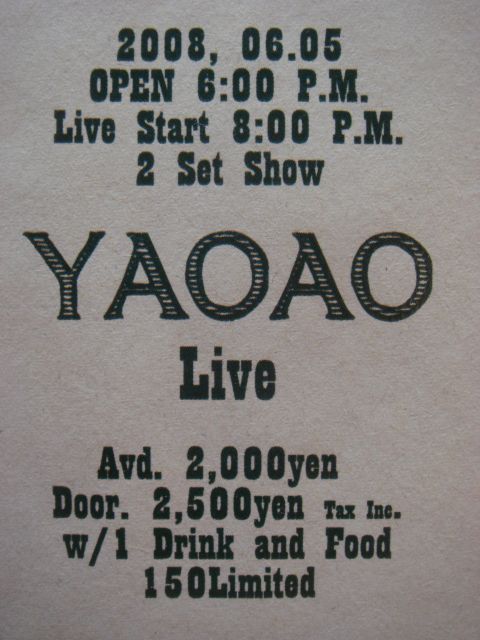 2008, 06.05
OPEN 6:00 P.M.
Live Start 8:00 P.M.
2 Set Show
YAOAO
Live
Avd. 2,000yen
Door. 2,500yen Tax Inc.
w/1 Drink and Food
150Limited